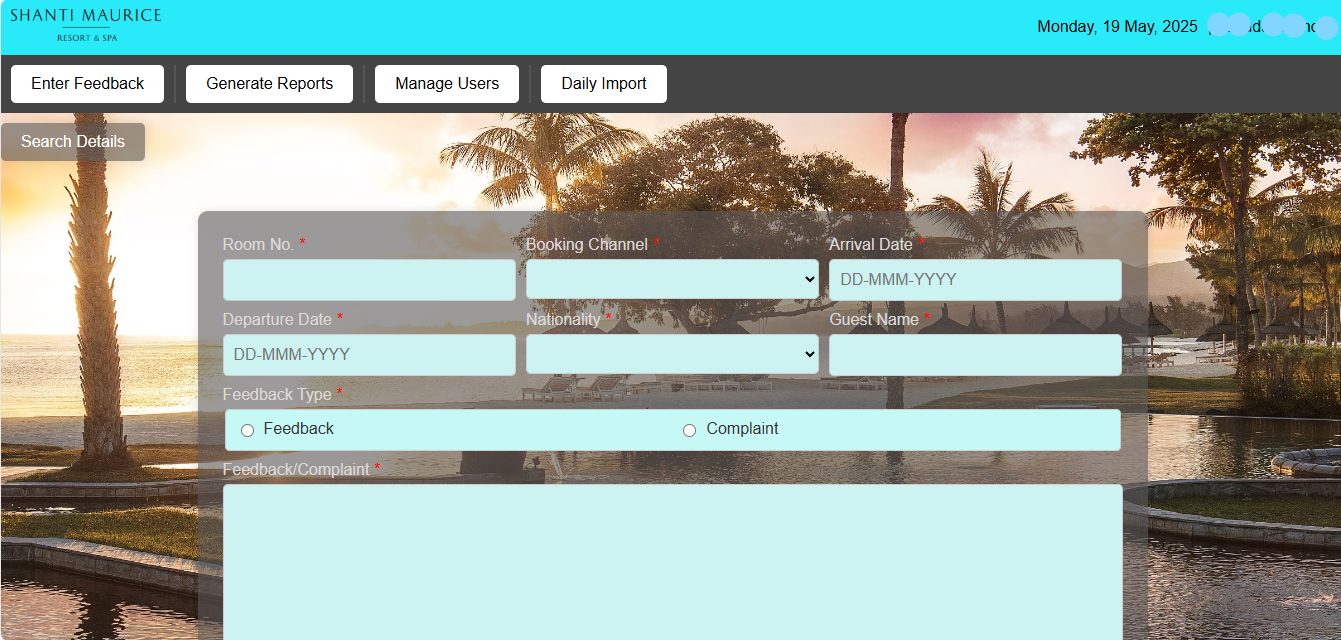 SHANTI MAURICE
RESORT & SPA
Monday, 19 May, 2025
Enter Feedback
Generate Reports
Manage Users
Daily Import
Search Details
Room No. *
Booking Channel *
Arrival Date *
DD-MMM-YYYY
Departure Date *
Nationality *
Guest Name *
DD-MMM-YYYY
Feedback Type *
Feedback
Complaint
Feedback/Complaint *